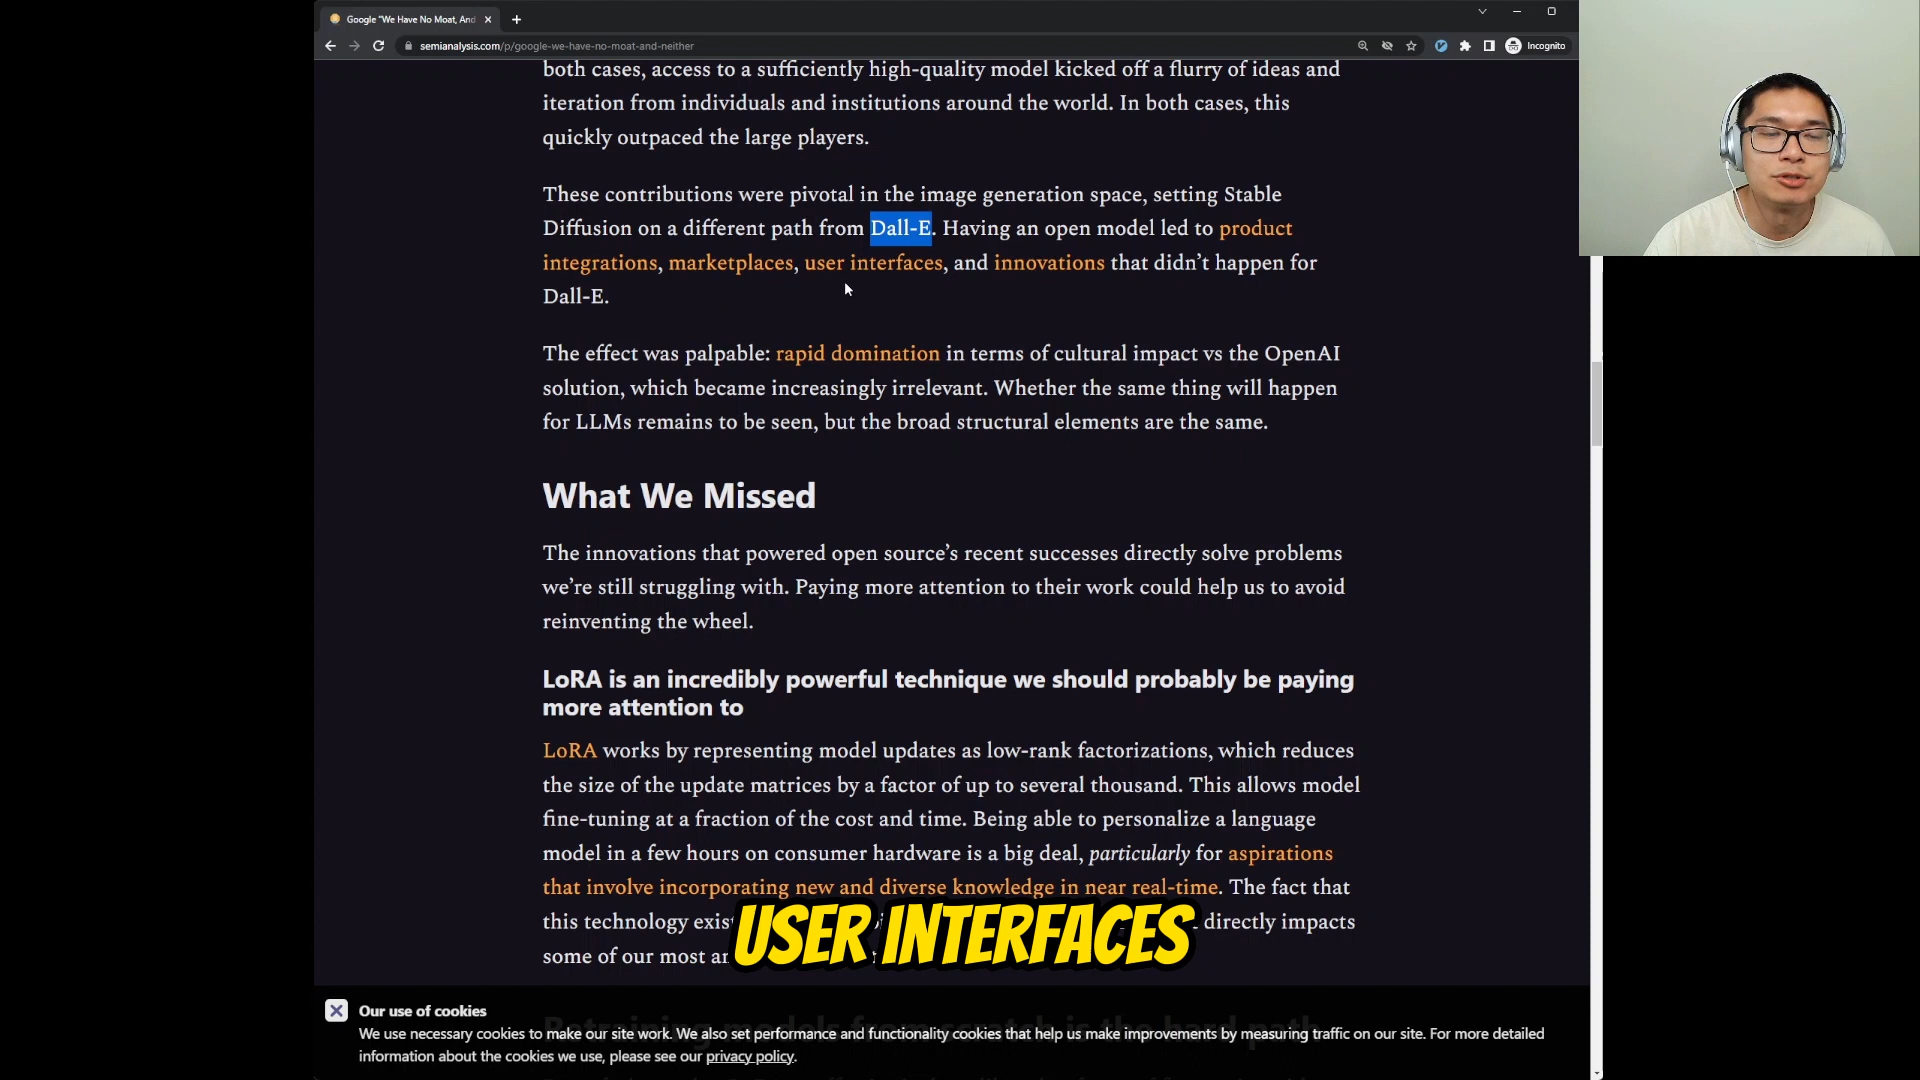 Google "We Have No Moat, And
semianalysis.com/p/google-we-have-no-moat-and-neither
Incognito
both cases, access to a sufficiently high-quality model kicked off a flurry of ideas and
iteration from individuals and institutions around the world. In both cases, this
quickly outpaced the large players.
These contributions were pivotal in the image generation space, setting Stable
Diffusion on a different path from Dall-E. Having an open model led to product
integrations, marketplaces, user interfaces, and innovations that didn’t happen for
Dall-E.
The effect was palpable: rapid domination in terms of cultural impact vs the OpenAI
solution, which became increasingly irrelevant. Whether the same thing will happen
for LLMs remains to be seen, but the broad structural elements are the same.
What We Missed
The innovations that powered open source’s recent successes directly solve problems
we’re still struggling with. Paying more attention to their work could help us to avoid
reinventing the wheel.
LoRA is an incredibly powerful technique we should probably be paying
more attention to
LoRA works by representing model updates as low-rank factorizations, which reduces
the size of the update matrices by a factor of up to several thousand. This allows model
fine-tuning at a fraction of the cost and time. Being able to personalize a language
model in a few hours on consumer hardware is a big deal, particularly for aspirations
that involve incorporating new and diverse knowledge in near real-time. The fact that
this technology directly impacts
some of our most
USER INTERFACES
Retraining models from scratch is the hard path
Our use of cookies
We use necessary cookies to make our site work. We also set performance and functionality cookies that help us make improvements by measuring traffic on our site. For more detailed
information about the cookies we use, please see our privacy policy.